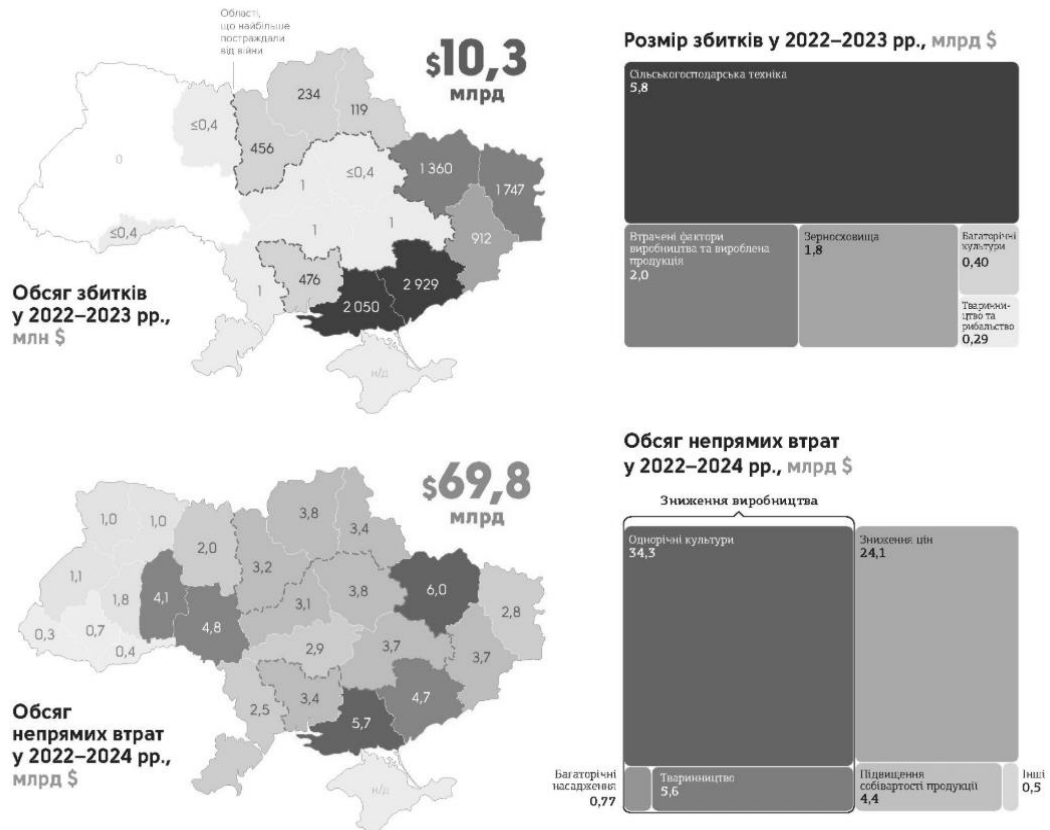 Області,
що найбільше
постраждали
від війни
$10,3
млрд
234
119
≤0,4
456
1 360
1 747
0
1
≤0,4
1
1
912
≤0,4
476
2 929
1
2 050
н/д
Обсяг збитків
у 2022–2023 рр.,
млн $
Розмір збитків у 2022–2023 рр., млрд $
Сільськогосподарська техніка
5,8
Втрачені фактори
виробництва та вироблена
продукція
2,0
Зерносховища
1,8
Багаторічні
культури
0,40
Тваринни-
цтво та
рибальство
0,29
$69,8
млрд
1,0
1,0
2,0
3,8
3,4
3,2
1,1
1,8
4,1
4,8
3,1
3,8
6,0
2,8
0,3
0,7
0,4
2,9
3,7
3,7
2,5
3,4
5,7
4,7
н/д
Обсяг
непрямих втрат
у 2022–2024 рр.,
млрд $
Обсяг непрямих втрат
у 2022–2024 рр., млрд $
Зниження виробництва
Однорічні культури
34,3
Зниження цін
24,1
Багаторічні
насадження
0,77
Тваринництво
5,6
Підвищення
собівартості продукції
4,4
Інші
0,5